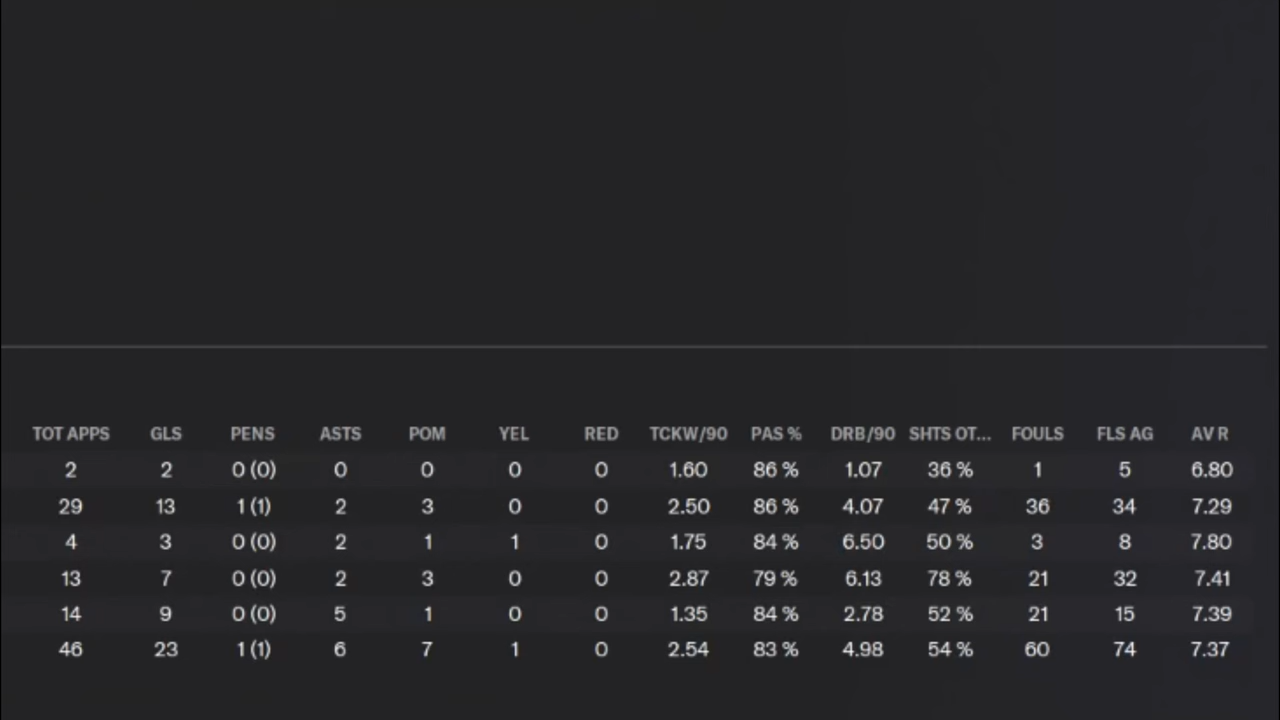 TOT APPS GLS PENS ASTS POM YEL RED TCKW/90 PAS % DRB/90 SHTS OT... FOULS FLS AG AV R
2 2 0 (0) 0 0 0 0 1.60 86 % 1.07 36 % 1 5 6.80
29 13 1 (1) 2 3 0 0 2.50 86 % 4.07 47 % 36 34 7.29
4 3 0 (0) 2 1 1 0 1.75 84 % 6.50 50 % 3 8 7.80
13 7 0 (0) 2 3 0 0 2.87 79 % 6.13 78 % 21 32 7.41
14 9 0 (0) 5 1 0 0 1.35 84 % 2.78 52 % 21 15 7.39
46 23 1 (1) 6 7 1 0 2.54 83 % 4.98 54 % 60 74 7.37